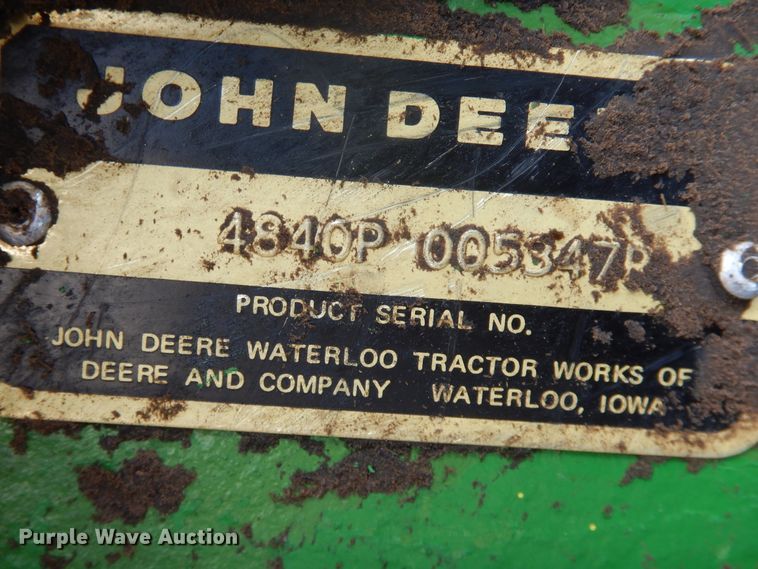 JOHN DEE
4840P 005347R
PRODUCT SERIAL NO.
JOHN DEERE WATERLOO TRACTOR WORKS OF
DEERE AND COMPANY WATERLOO, IOWA
Purple Wave Auction